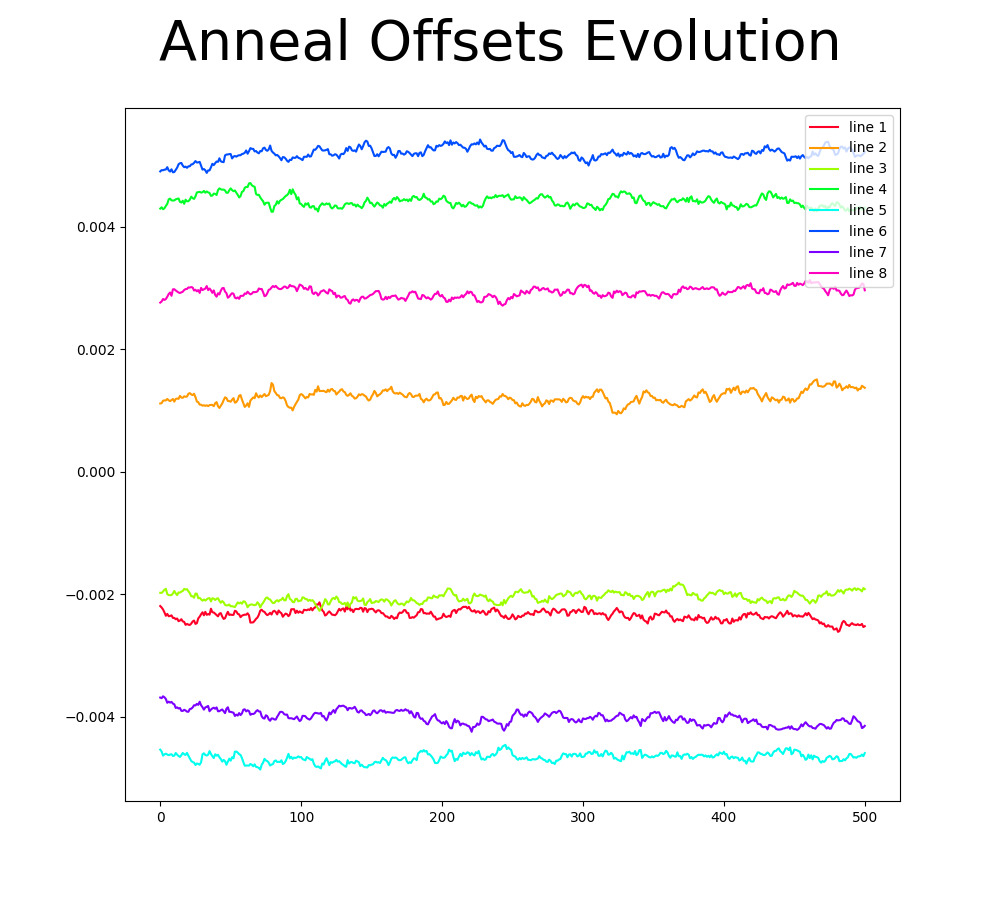 Anneal Offsets Evolution
line 1
line 2
line 3
line 4
line 5
line 6
line 7
line 8
0.004
0.002
0.000
−0.002
−0.004
0 100 200 300 400 500